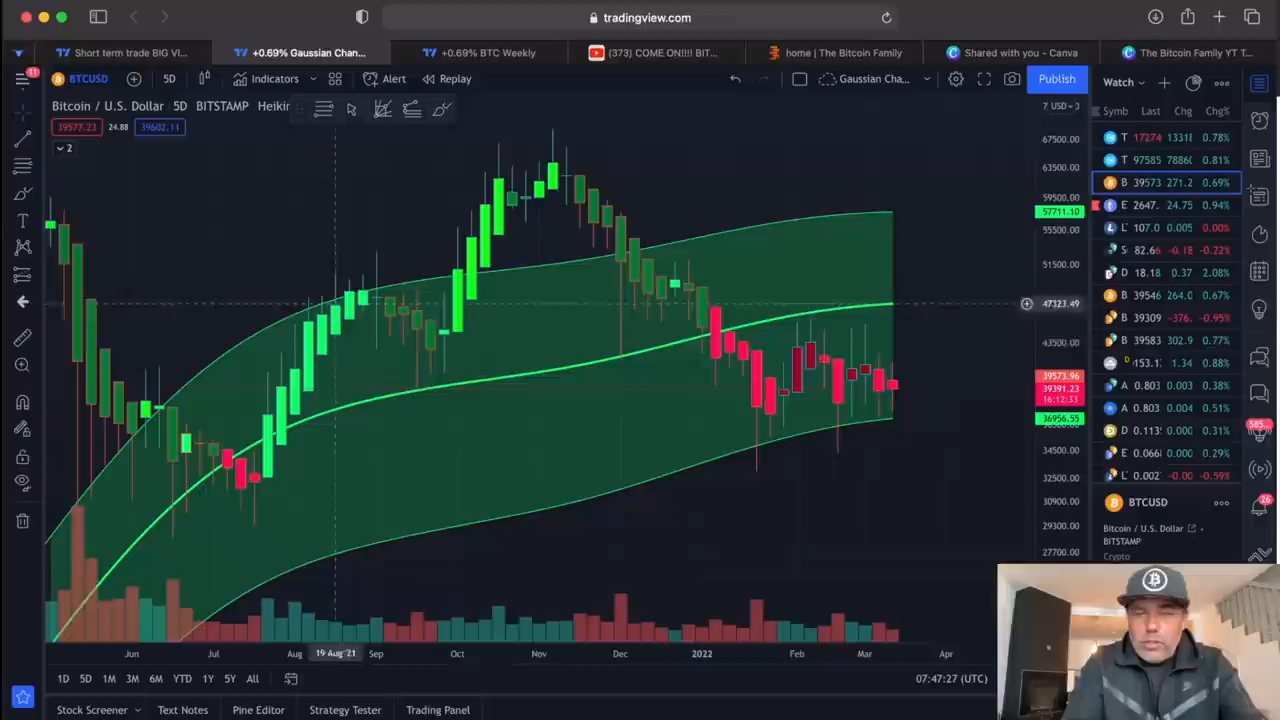 tradingview.com
Short term trade BIG VI...
+0.69% Gaussian Chan...
+0.69% BTC Weekly
(373) COME ON!!!! BIT...
home | The Bitcoin Family
Shared with you - Canva
The Bitcoin Family YT T...
11
BTCUSD
5D
Indicators
Alert
Replay
Gaussian Cha...
Publish
Watch
Bitcoin / U.S. Dollar 5D BITSTAMP Heikin
USD
Symb Last Chg Chg%
39577.23 24.88 39602.11
2
T 17274 13318 0.78%
T 97585 78860 0.81%
B 39573 271.2 0.69%
E 2647. 24.75 0.94%
L 107.0 0.005 0.00%
S 82.66 -0.18 -0.22%
D 18.18 0.37 2.08%
B 39546 264.0 0.67%
B 39309 -376. -0.95%
B 39583 302.9 0.77%
D 153.1 1.34 0.88%
A 0.803 0.003 0.38%
A 0.803 0.004 0.51%
D 0.113 0.000 0.31%
E 0.066 0.000 0.29%
L 0.002 -0.00 -0.59%
67500.00
63500.00
59500.00
57711.10
55500.00
51500.00
47323.49
43500.00
39573.96
39391.23
16:12:33
36956.55
34500.00
32500.00
30900.00
29300.00
27700.00
585
26
BTCUSD
Bitcoin / U.S. Dollar
BITSTAMP
Crypto
Jun Jul Aug 19 Aug '21 Sep Oct Nov Dec 2022 Feb Mar Apr
1D 5D 1M 3M 6M YTD 1Y 5Y All
07:47:27 (UTC)
Stock Screener Text Notes Pine Editor Strategy Tester Trading Panel